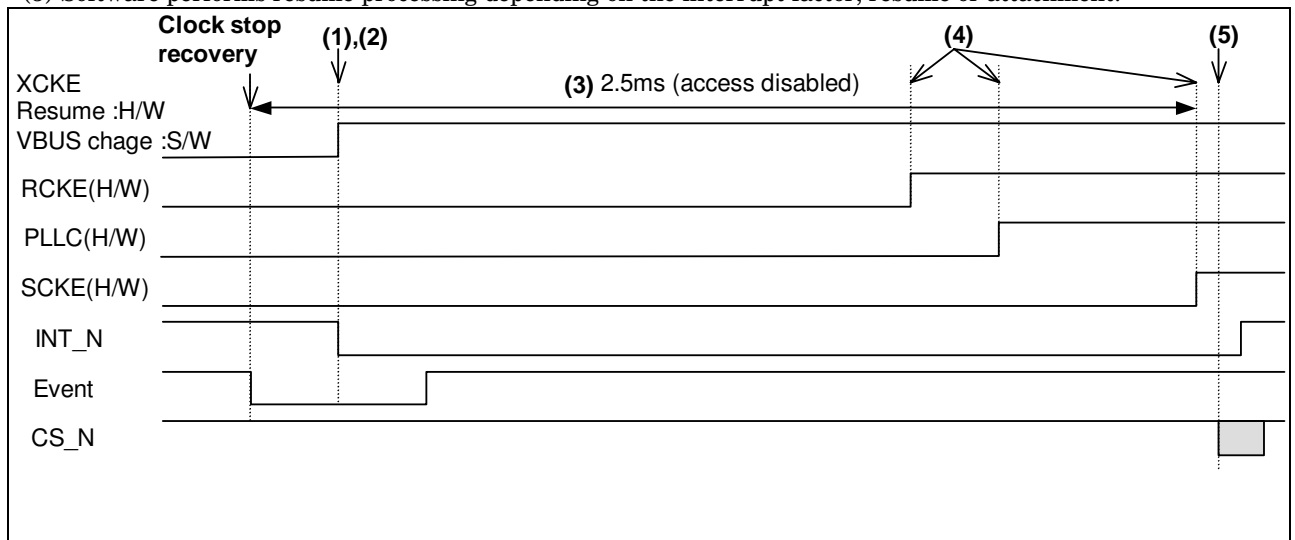 (5) Software performs resume processing depending on the interrupt factor, resume or attachment.
Clock stop
recovery
(1),(2)
(4)
(5)
XCKE
(3) 2.5ms (access disabled)
Resume :H/W
VBUS chage :S/W
RCKE(H/W)
PLLC(H/W)
SCKE(H/W)
INT_N
Event
CS_N